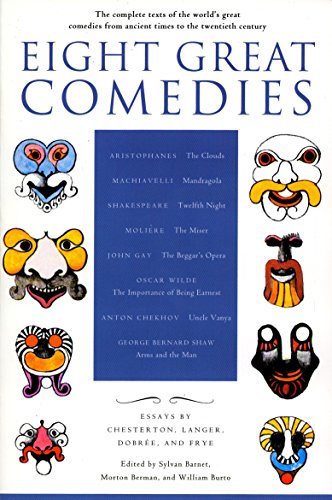 The complete texts of the world's great
comedies from ancient times to the twentieth century
EIGHT GREAT
COMEDIES
ARISTOPHANES The Clouds
MACHIAVELLI Mandragola
SHAKESPEARE Twelfth Night
MOLIÈRE The Miser
JOHN GAY The Beggar's Opera
OSCAR WILDE
The Importance of Being Earnest
ANTON CHEKHOV Uncle Vanya
GEORGE BERNARD SHAW
Arms and the Man
ESSAYS BY
CHESTERTON, LANGER,
DOBRÉE, AND FRYE
Edited by Sylvan Barnet,
Morton Berman, and William Burto